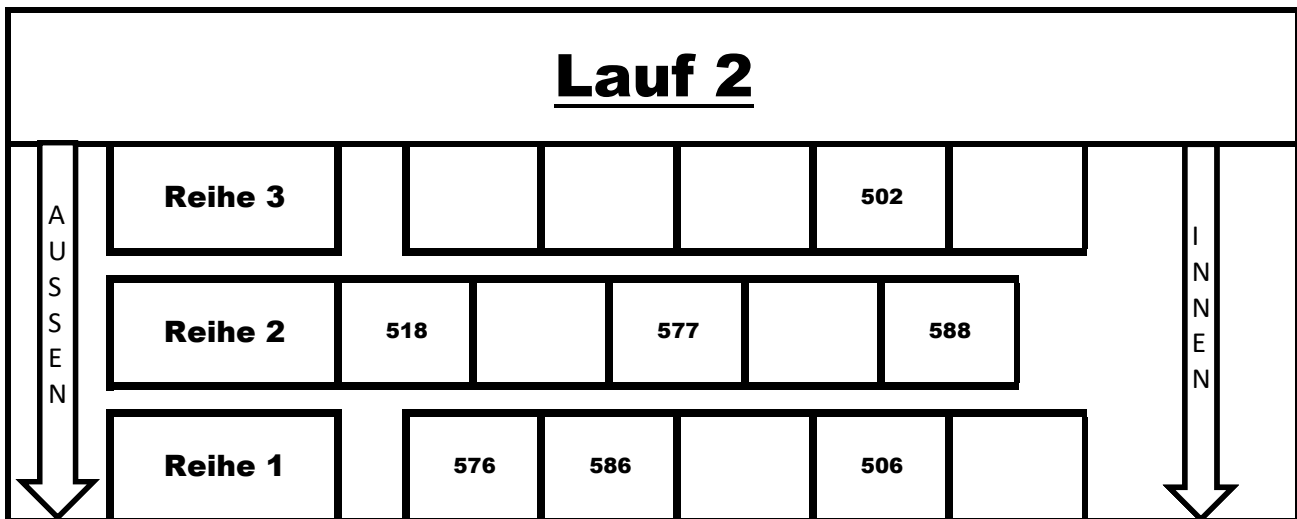 Lauf 2
AUSSEN
INNEN
Reihe 3 502
Reihe 2 518 577 588
Reihe 1 576 586 506